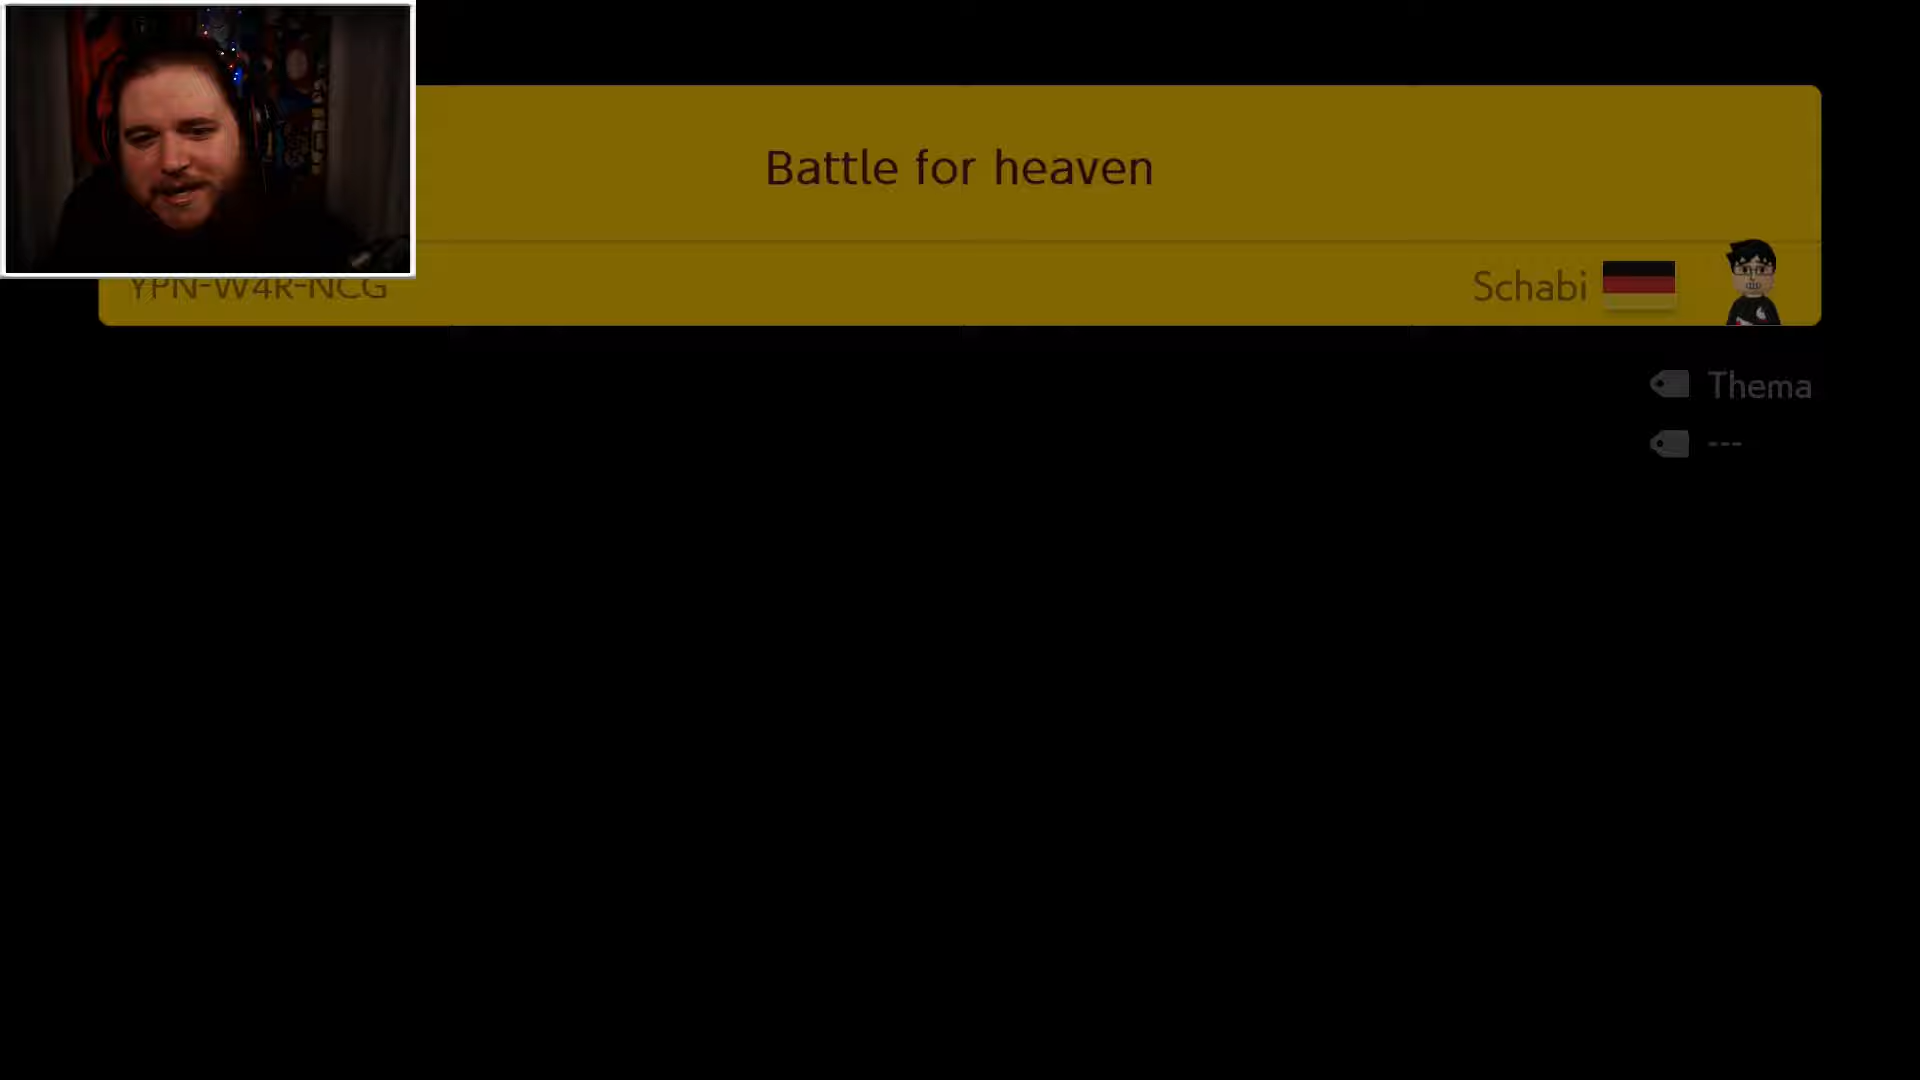 Battle for heaven
YPN-W4R-NCG
Schabi
Thema
---